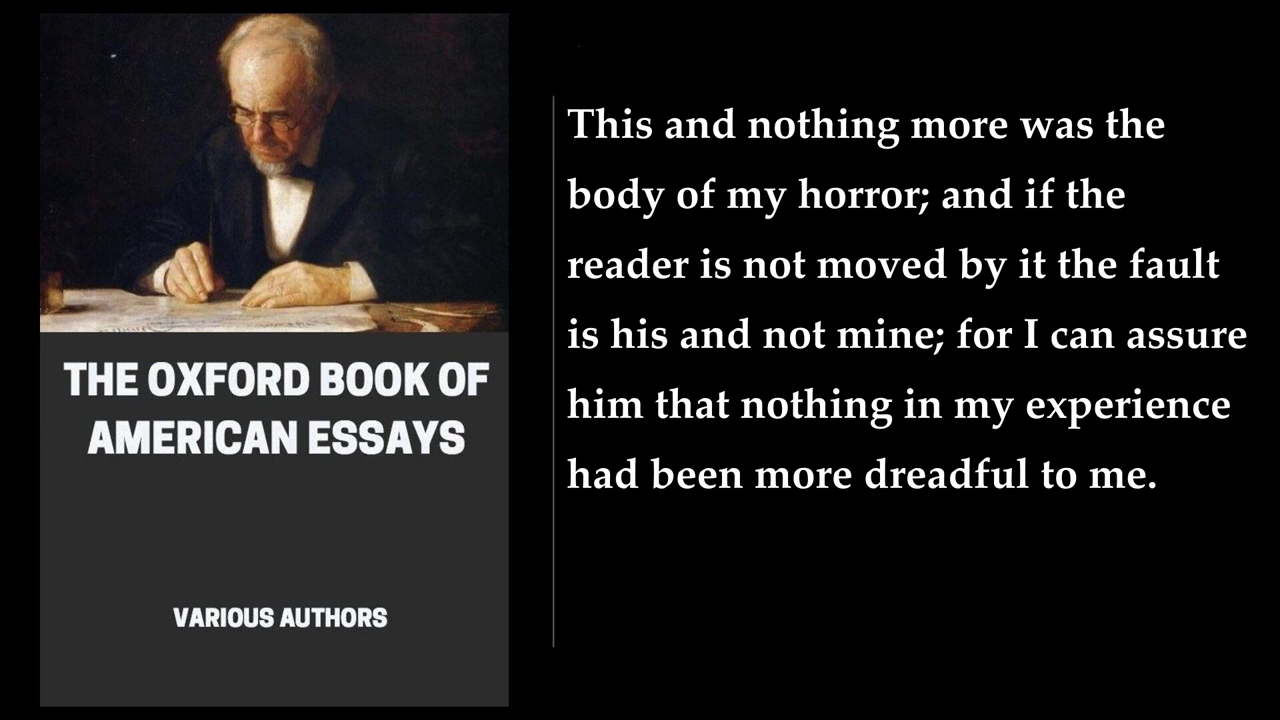 THE OXFORD BOOK OF
AMERICAN ESSAYS
VARIOUS AUTHORS
This and nothing more was the
body of my horror; and if the
reader is not moved by it the fault
is his and not mine; for I can assure
him that nothing in my experience
had been more dreadful to me.